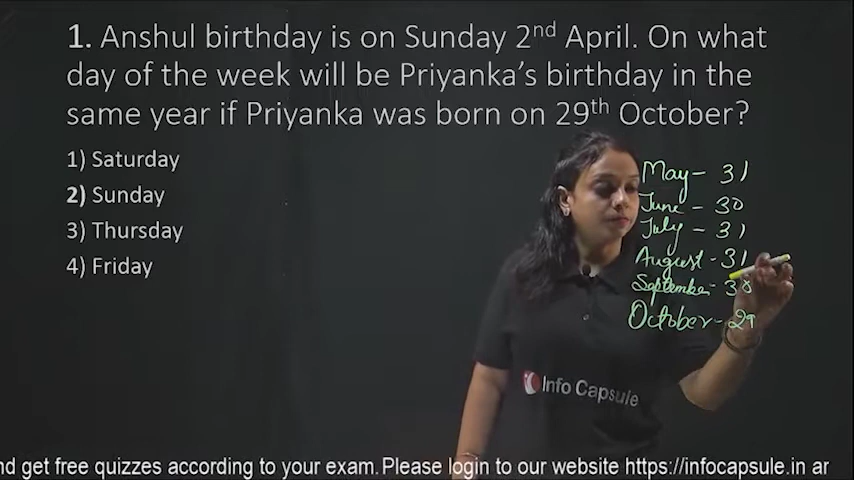 1. Anshul birthday is on Sunday 2nd April. On what
day of the week will be Priyanka's birthday in the
same year if Priyanka was born on 29th October?
1) Saturday
2) Sunday
3) Thursday
4) Friday
May - 31
June - 30
July - 31
August - 31
September - 30
October - 29
Info Capsule
nd get free quizzes according to your exam. Please login to our website https://infocapsule.in ar